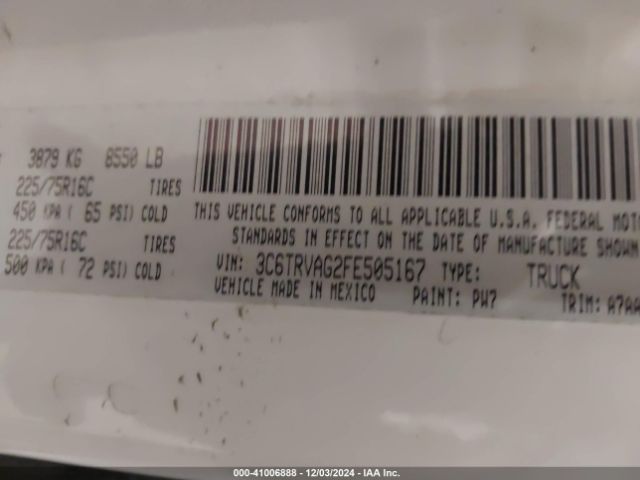 3879 KG 8550 LB
225/75R16C TIRES
450 KPA ( 65 PSI) COLD
225/75R16C TIRES
500 KPA ( 72 PSI) COLD
THIS VEHICLE CONFORMS TO ALL APPLICABLE U.S.A. FEDERAL MOT
STANDARDS IN EFFECT ON THE DATE OF MANUFACTURE SHOWN
VIN: 3C6TRVAG2FE505167 TYPE: TRUCK
VEHICLE MADE IN MEXICO PAINT: PW7 TRIM: A7AA
000-41006888 - 12/03/2024 - IAA Inc.